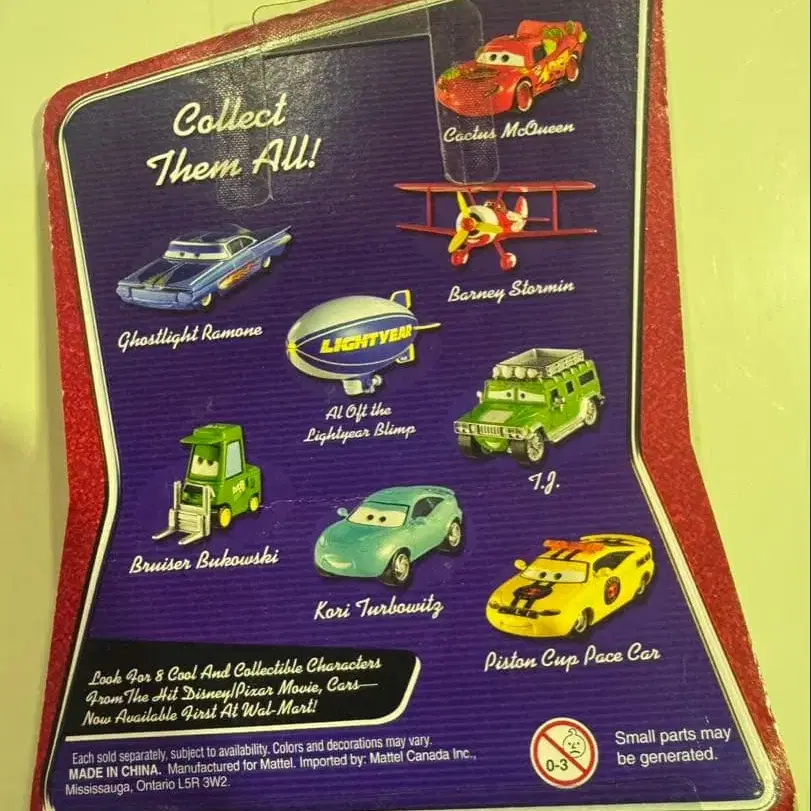 Collect
Them All!
Cactus McQueen
Barney Stormin
Ghostlight Ramone
LIGHTYEAR
Al Oft the
Lightyear Blimp
T.J.
Bruiser Bukowski
Kori Turbowitz
Piston Cup Pace Car
Look For 8 Cool And Collectible Characters
From The Hit Disney/Pixar Movie, Cars—
Now Available First At Wal-Mart!
Each sold separately, subject to availability. Colors and decorations may vary.
MADE IN CHINA. Manufactured for Mattel. Imported by: Mattel Canada Inc.,
Mississauga, Ontario L5R 3W2.
0-3
Small parts may
be generated.